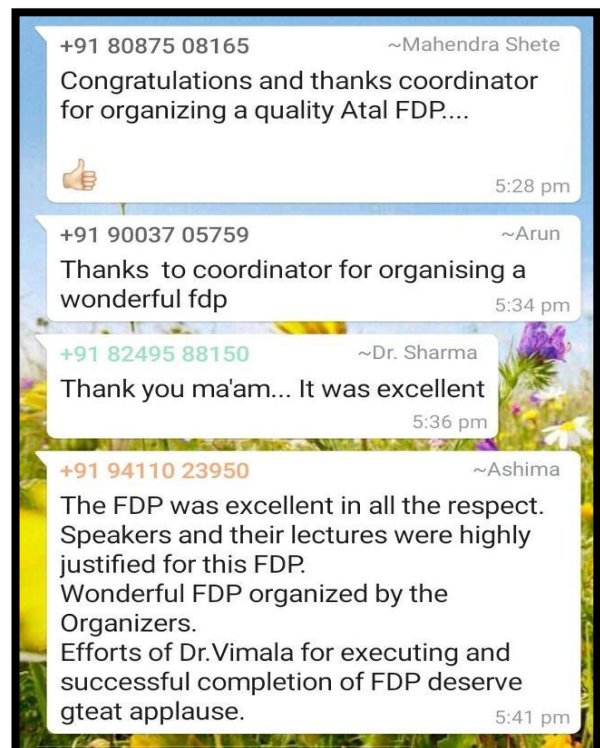 +91 80875 08165 ~Mahendra Shete
Congratulations and thanks coordinator
for organizing a quality Atal FDP....
👍🏻
5:28 pm
+91 90037 05759 ~Arun
Thanks to coordinator for organising a
wonderful fdp 5:34 pm
+91 82495 88150 ~Dr. Sharma
Thank you ma'am... It was excellent
5:36 pm
+91 94110 23950 ~Ashima
The FDP was excellent in all the respect.
Speakers and their lectures were highly
justified for this FDP.
Wonderful FDP organized by the
Organizers.
Efforts of Dr.Vimala for executing and
successful completion of FDP deserve
gteat applause. 5:41 pm